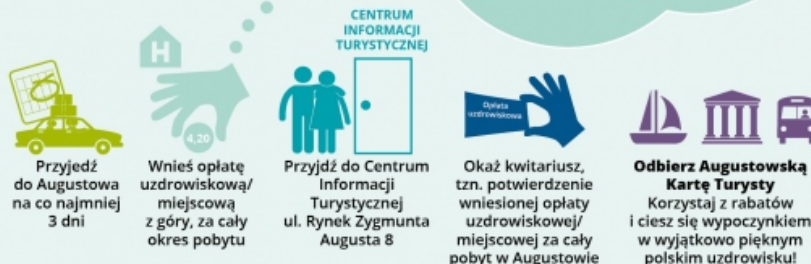 CENTRUM
INFORMACJI
TURYSTYCZNEJ
H
4,20
Opłata
uzdrowiskowa
Przyjedź
do Augustowa
na co najmniej
3 dni
Wnieś opłatę
uzdrowiskową/
miejscową
z góry, za cały
okres pobytu
Przyjdź do Centrum
Informacji
Turystycznej
ul. Rynek Zygmunta
Augusta 8
Okaż kwitariusz,
tzn. potwierdzenie
wniesionej opłaty
uzdrowiskowej/
miejscowej za cały
pobyt w Augustowie
Odbierz Augustowską
Kartę Turysty
Korzystaj z rabatów
i ciesz się wypoczynkiem
w wyjątkowo pięknym
polskim uzdrowisku!